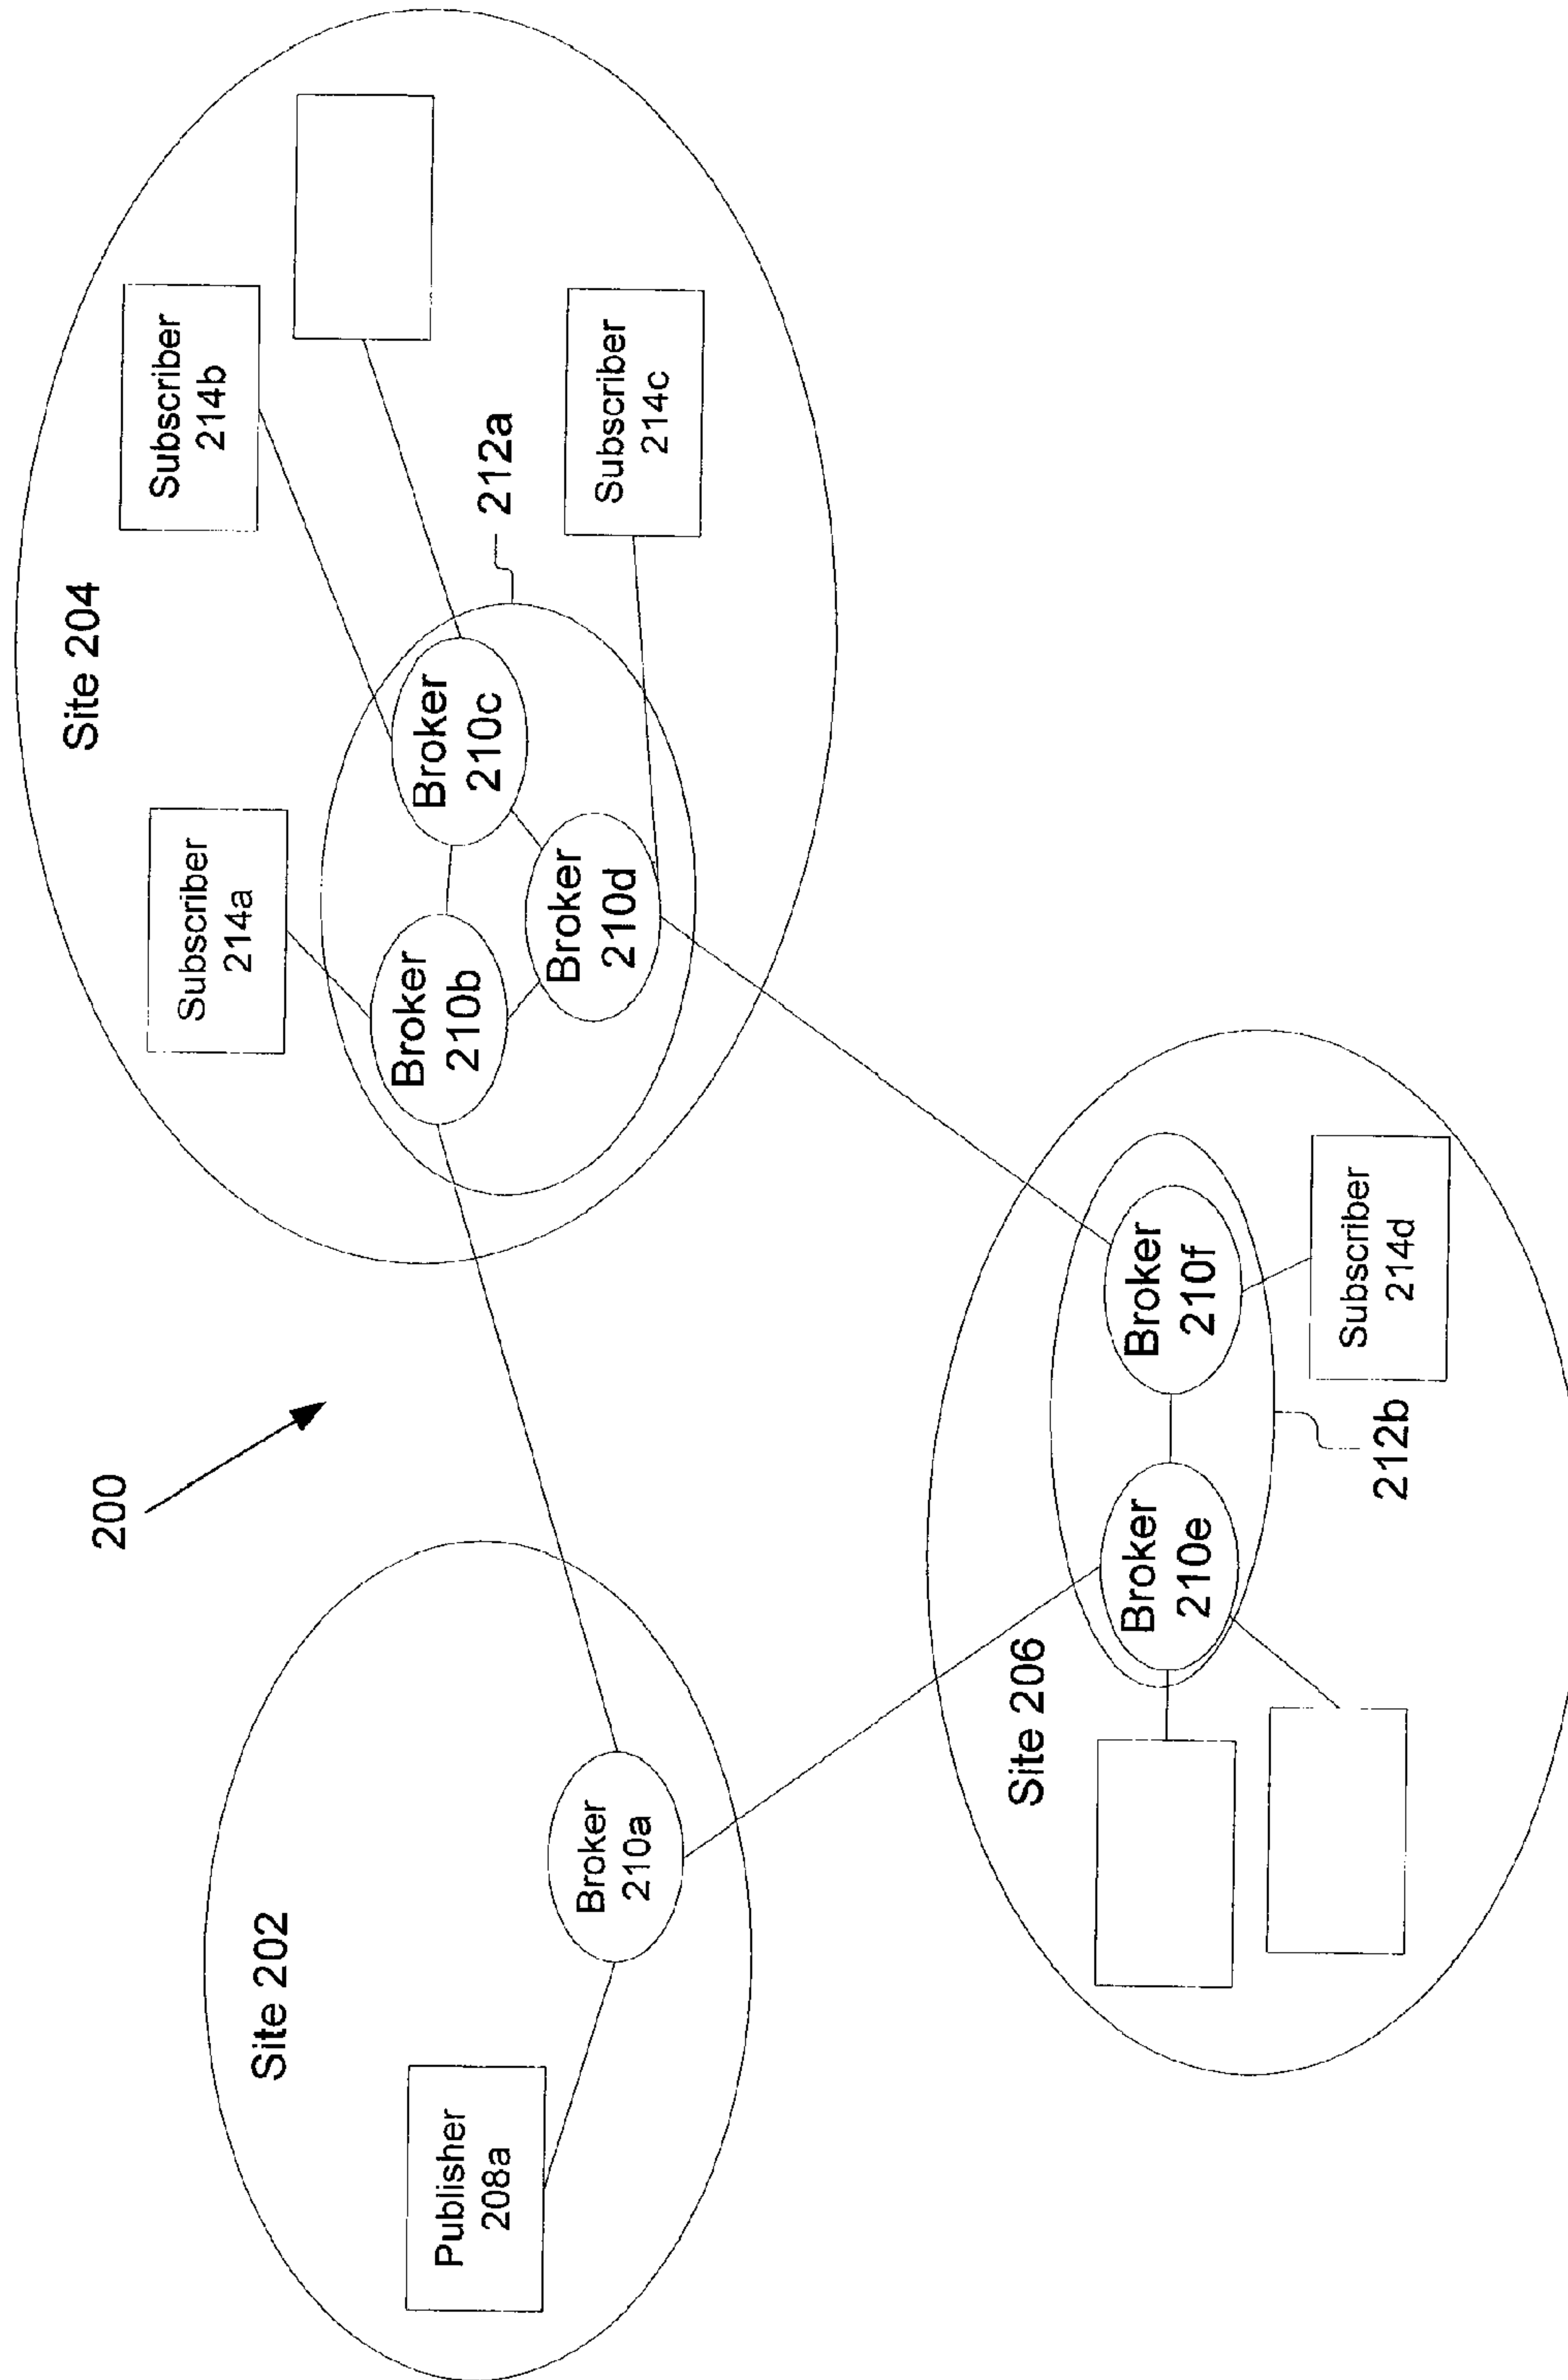 200
Site 202
Publisher
208a
Broker
210a
Site 204
Subscriber
214a
Subscriber
214b
Broker
210b
Broker
210c
Broker
210d
212a
Subscriber
214c
Site 206
Broker
210e
Broker
210f
212b
Subscriber
214d